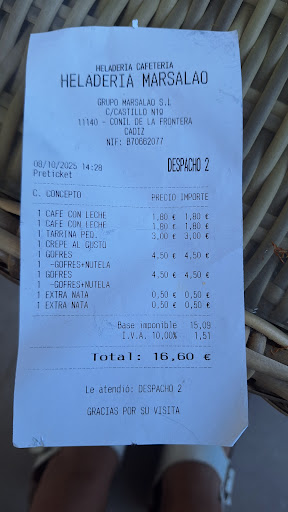 HELADERIA CAFETERIA
HELADERIA MARSALAO
GRUPO MARSALAO S.L
C/CASTILLO Nº9
11140 - CONIL DE LA FRONTERA
CADIZ
NIF: B70662077
08/10/2025 14:28 DESPACHO 2
Preticket
C. CONCEPTO PRECIO IMPORTE
1 CAFE CON LECHE 1,80 € 1,80 €
1 CAFE CON LECHE 1,80 € 1,80 €
1 TARRINA PEQ. 3,00 € 3,00 €
1 CREPE AL GUSTO
1 GOFRES 4,50 € 4,50 €
1 -GOFRES+NUTELA
1 GOFRES 4,50 € 4,50 €
1 -GOFRES+NUTELA
1 EXTRA NATA 0,50 € 0,50 €
1 EXTRA NATA 0,50 € 0,50 €
Base imponible 15,09
I.V.A. 10,00% 1,51
Total: 16,60 €
Le atendió: DESPACHO 2
GRACIAS POR SU VISITA